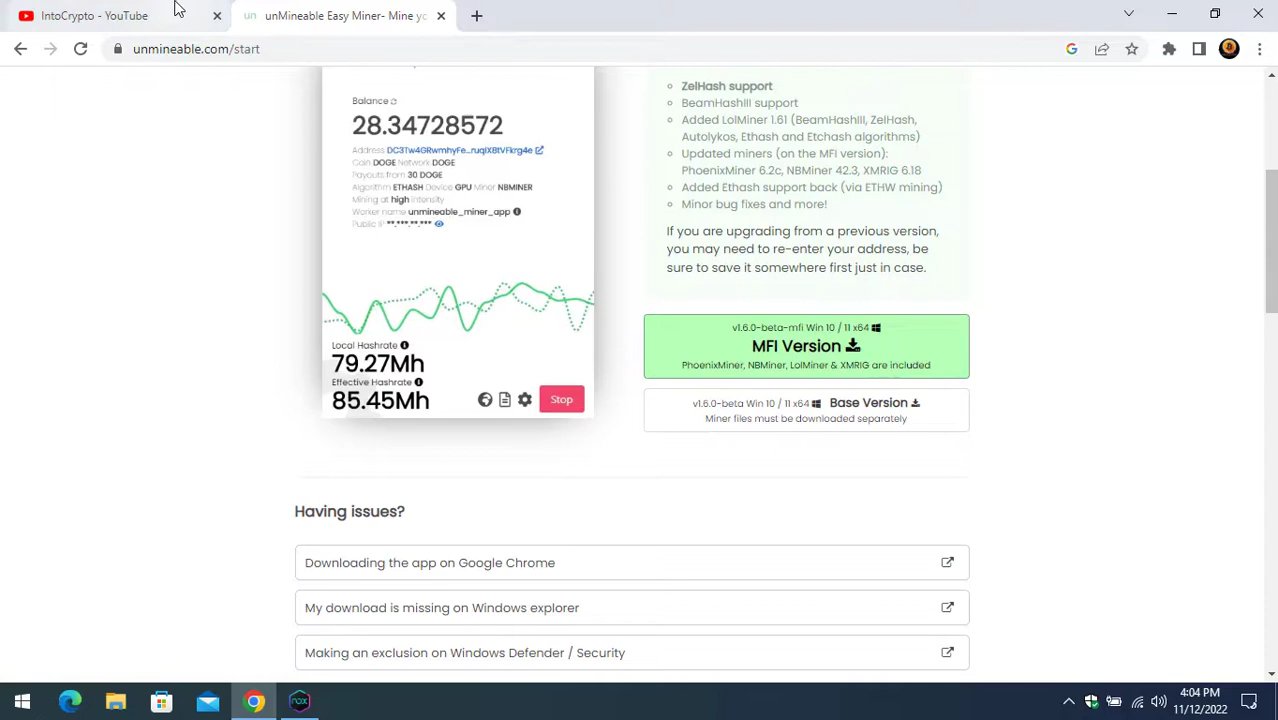 IntoCrypto - YouTube
un unMineable Easy Miner- Mine yo
unmineable.com/start
Balance
28.34728572
Address DC3Tw4GRwmhyFe...ruqiXBtVFkrg4e
Coin DOGE Network DOGE
Payouts from 30 DOGE
Algorithm ETHASH Device GPU Miner NBMINER
Mining at high Intensity
Worker name unmineable_miner_app
Public IP **.***.**.***
Local Hashrate
79.27Mh
Effective Hashrate
85.45Mh
Stop
ZelHash support
BeamHashIII support
Added LolMiner 1.61 (BeamHashIII, ZelHash,
Autolykos, Ethash and Etchash algorithms)
Updated miners (on the MFI version):
PhoenixMiner 6.2c, NBMiner 42.3, XMRIG 6.18
Added Ethash support back (via ETHW mining)
Minor bug fixes and more!
If you are upgrading from a previous version,
you may need to re-enter your address, be
sure to save it somewhere first just in case.
v1.6.0-beta-mfi Win 10 / 11 x64
MFI Version
PhoenixMiner, NBMiner, LolMiner & XMRIG are included
v1.6.0-beta Win 10 / 11 x64 Base Version
Miner files must be downloaded separately
Having issues?
Downloading the app on Google Chrome
My download is missing on Windows explorer
Making an exclusion on Windows Defender / Security
nox
4:04 PM
11/12/2022